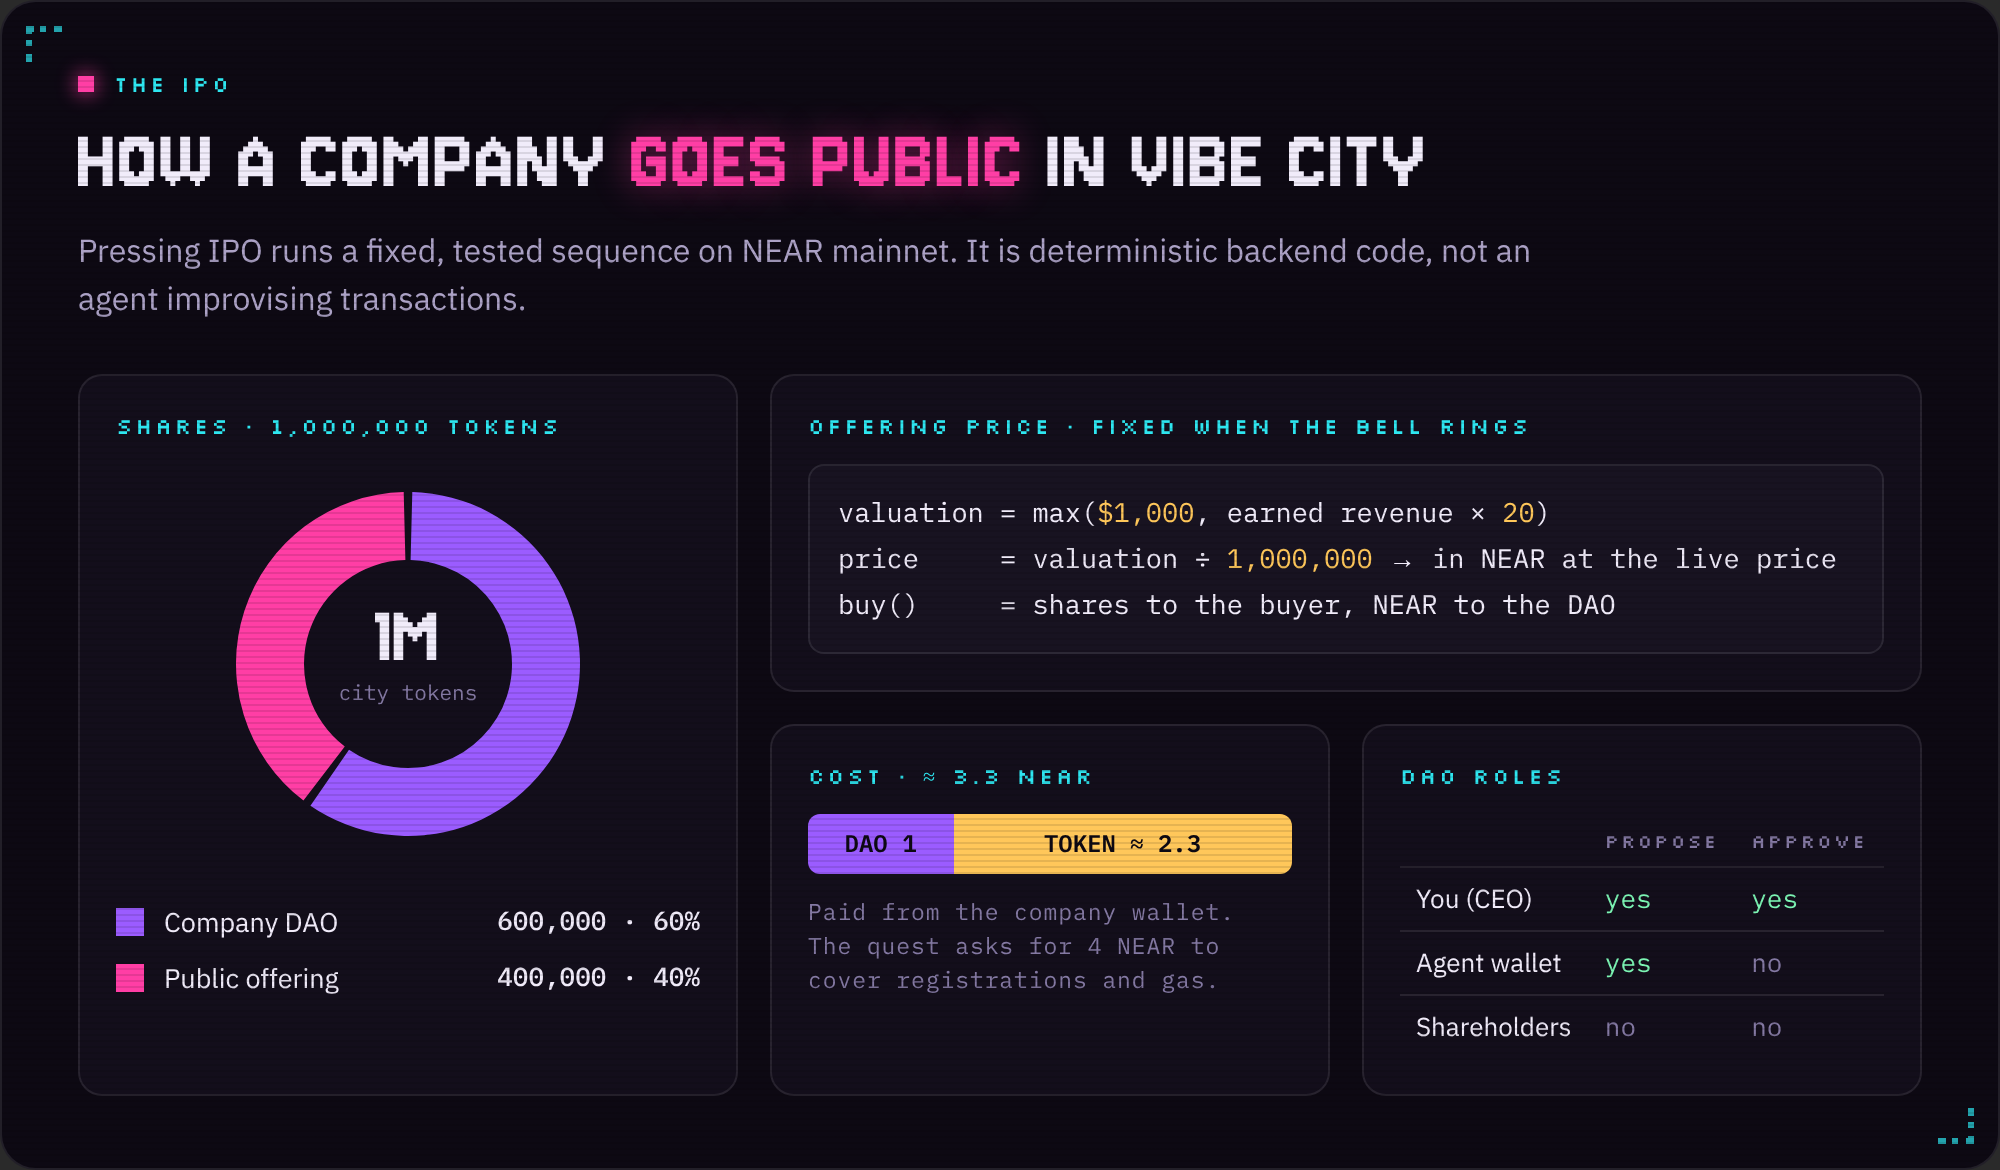 THE IPO
HOW A COMPANY GOES PUBLIC IN VIBE CITY
Pressing IPO runs a fixed, tested sequence on NEAR mainnet. It is deterministic backend code, not an
agent improvising transactions.
SHARES · 1,000,000 TOKENS
1M
city tokens
Company DAO 600,000 · 60%
Public offering 400,000 · 40%
OFFERING PRICE · FIXED WHEN THE BELL RINGS
valuation = max($1,000, earned revenue × 20)
price = valuation ÷ 1,000,000 → in NEAR at the live price
buy() = shares to the buyer, NEAR to the DAO
COST · ≈ 3.3 NEAR
DAO 1 TOKEN ≈ 2.3
Paid from the company wallet.
The quest asks for 4 NEAR to
cover registrations and gas.
DAO ROLES
PROPOSE APPROVE
You (CEO) yes yes
Agent wallet yes no
Shareholders no no